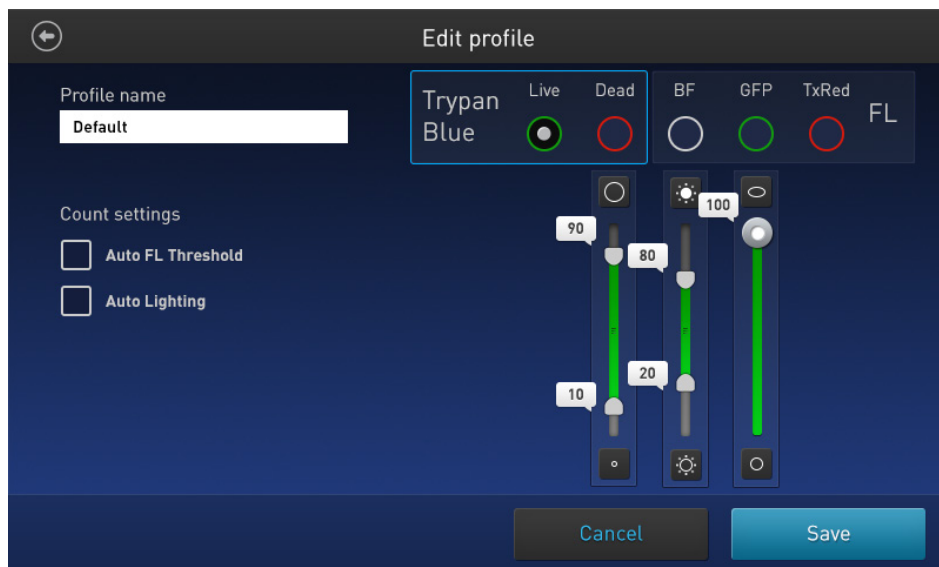 Edit profile
Profile name
Default
Trypan
Blue
Live
Dead
BF
GFP
TxRed
FL
Count settings
Auto FL Threshold
Auto Lighting
90
10
80
20
100
Cancel
Save